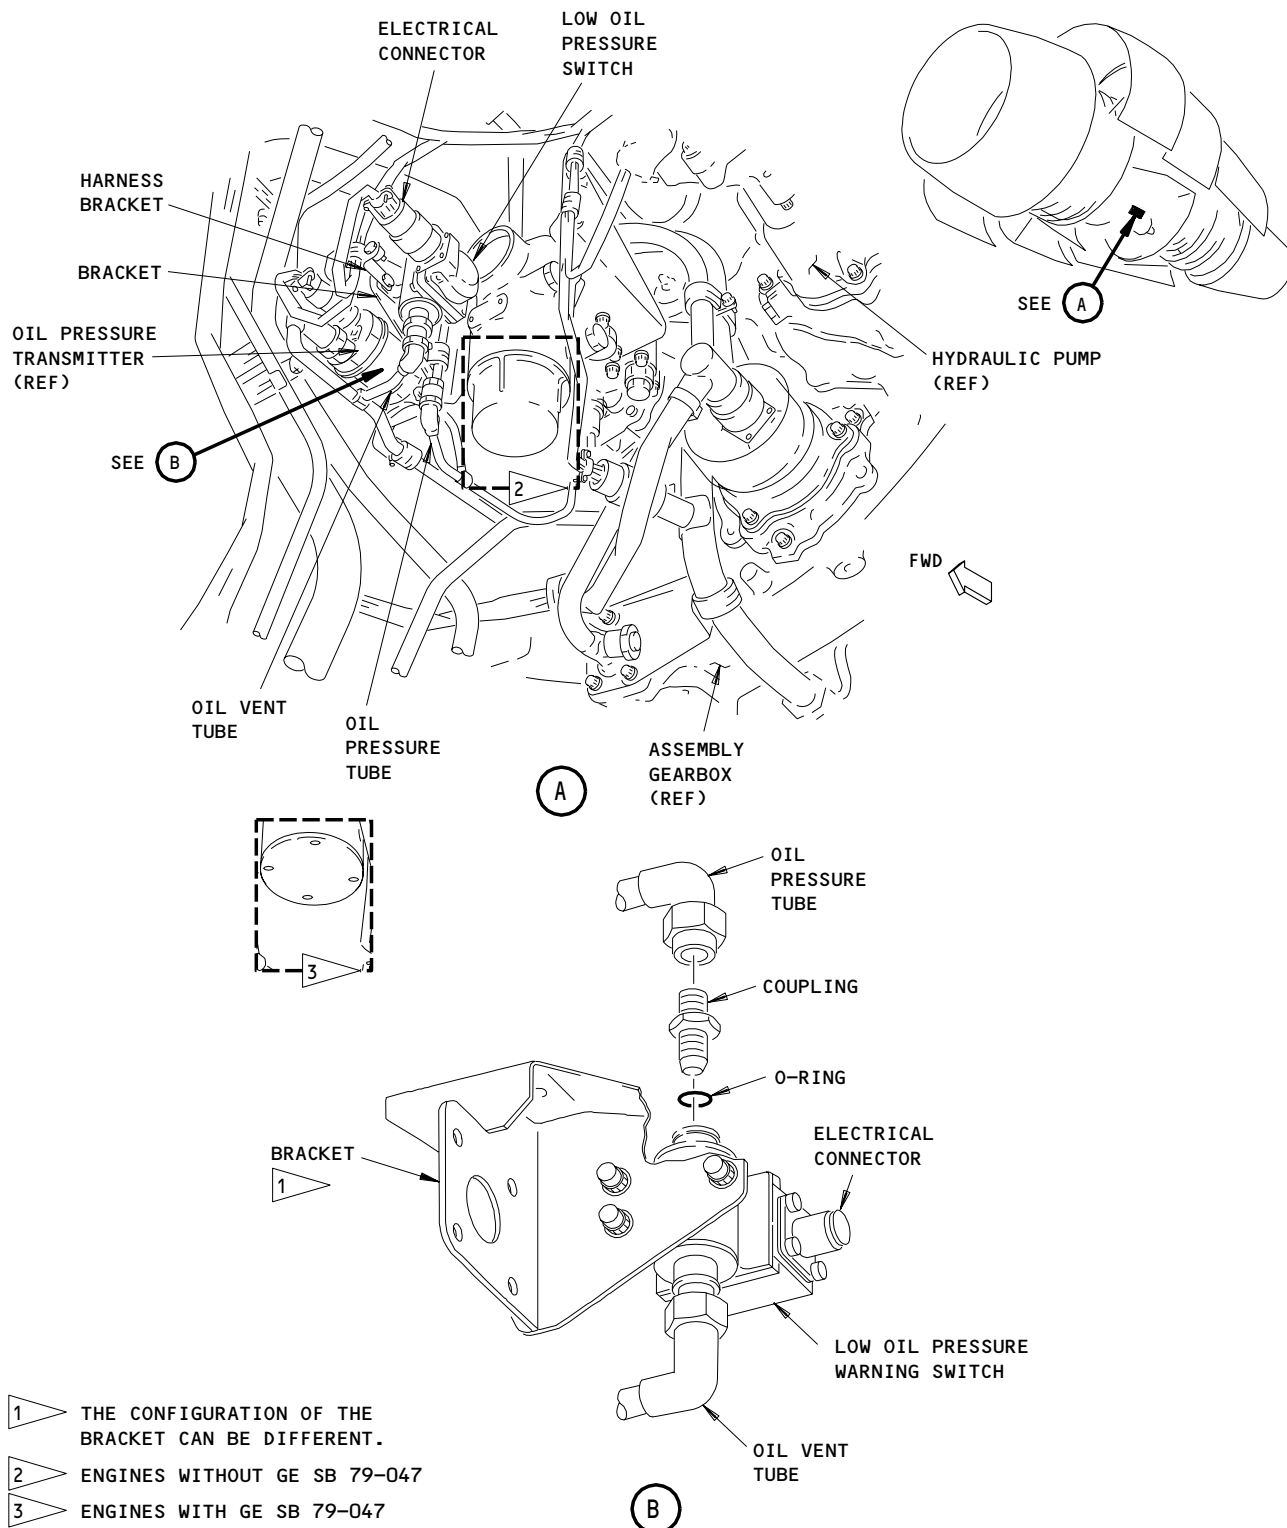 ELECTRICAL
CONNECTOR
LOW OIL
PRESSURE
SWITCH
HARNESS
BRACKET
BRACKET
OIL PRESSURE
TRANSMITTER
(REF)
SEE A
HYDRAULIC PUMP
(REF)
SEE B
2
FWD
OIL VENT
TUBE
OIL
PRESSURE
TUBE
ASSEMBLY
GEARBOX
(REF)
A
3
OIL
PRESSURE
TUBE
COUPLING
O-RING
ELECTRICAL
CONNECTOR
BRACKET
1
LOW OIL PRESSURE
WARNING SWITCH
OIL VENT
TUBE
1 THE CONFIGURATION OF THE
BRACKET CAN BE DIFFERENT.
2 ENGINES WITHOUT GE SB 79-047
3 ENGINES WITH GE SB 79-047
B